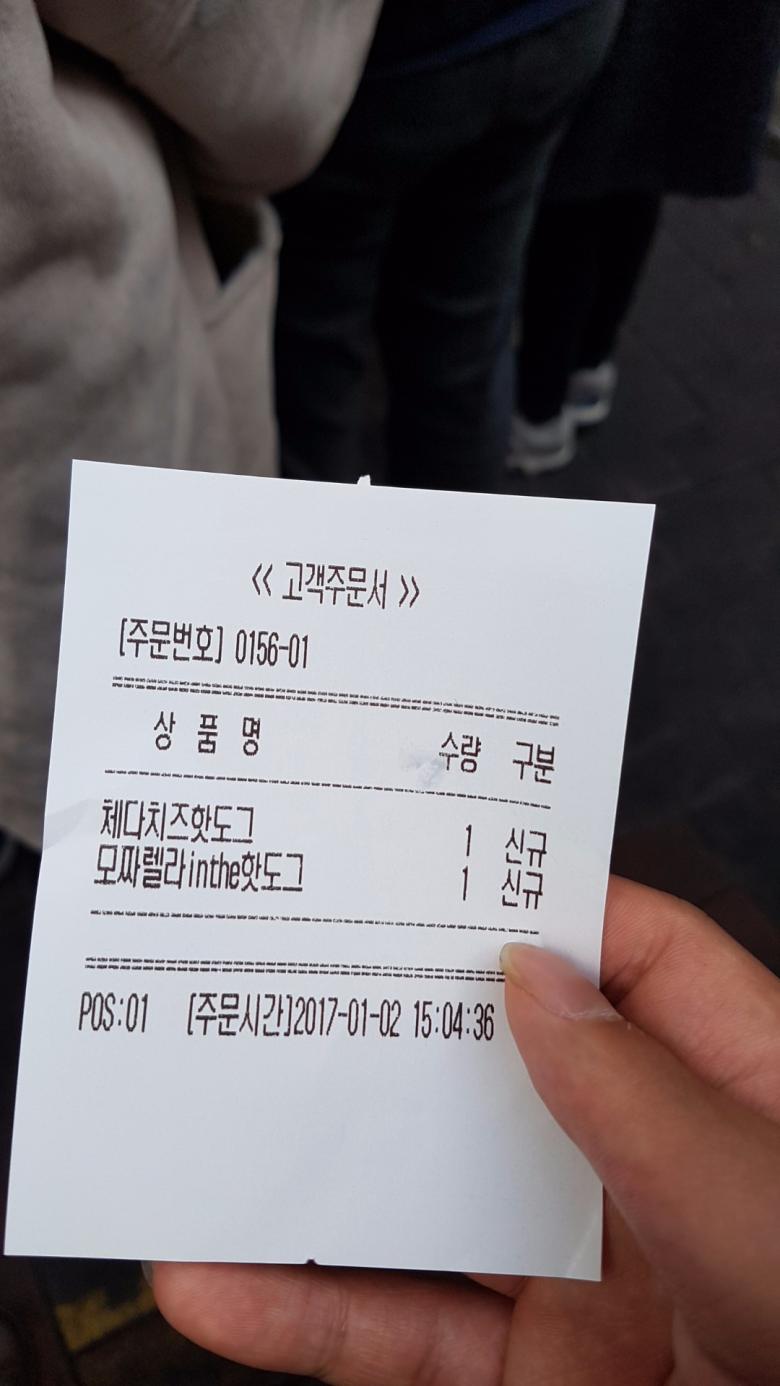 << 고객주문서 >>
[주문번호] 0156-01
상 품 명 수량 구분
체다치즈핫도그 1 신규
모짜렐라inthe핫도그 1 신규
POS:01 [주문시간]2017-01-02 15:04:36